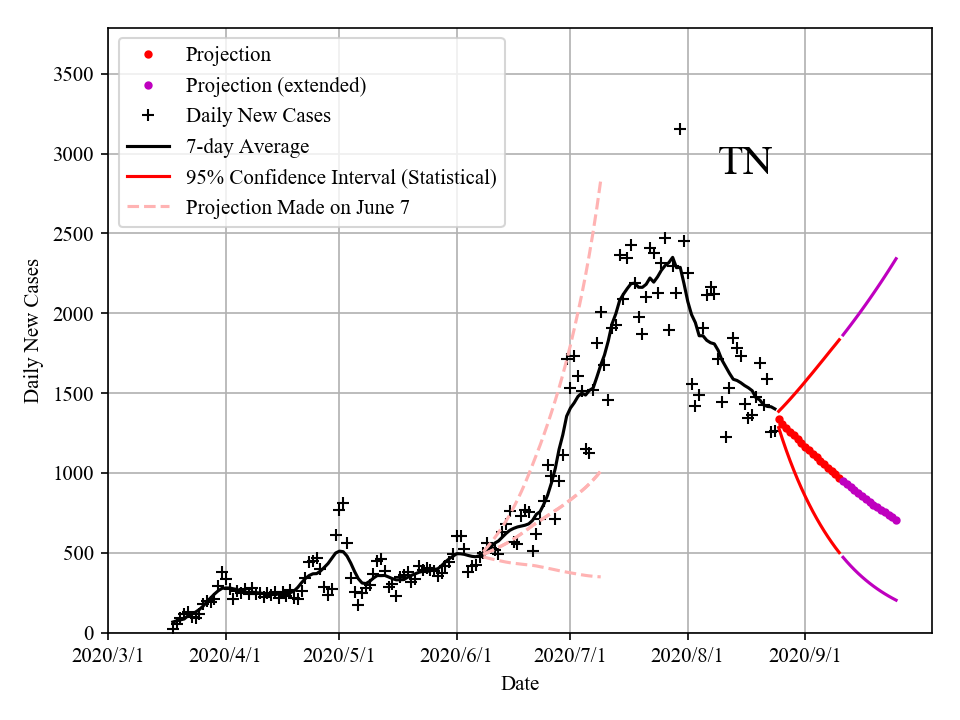 Projection
Projection (extended)
Daily New Cases
7-day Average
95% Confidence Interval (Statistical)
Projection Made on June 7
TN
3500
3000
2500
2000
1500
1000
500
0
Daily New Cases
2020/3/1 2020/4/1 2020/5/1 2020/6/1 2020/7/1 2020/8/1 2020/9/1
Date